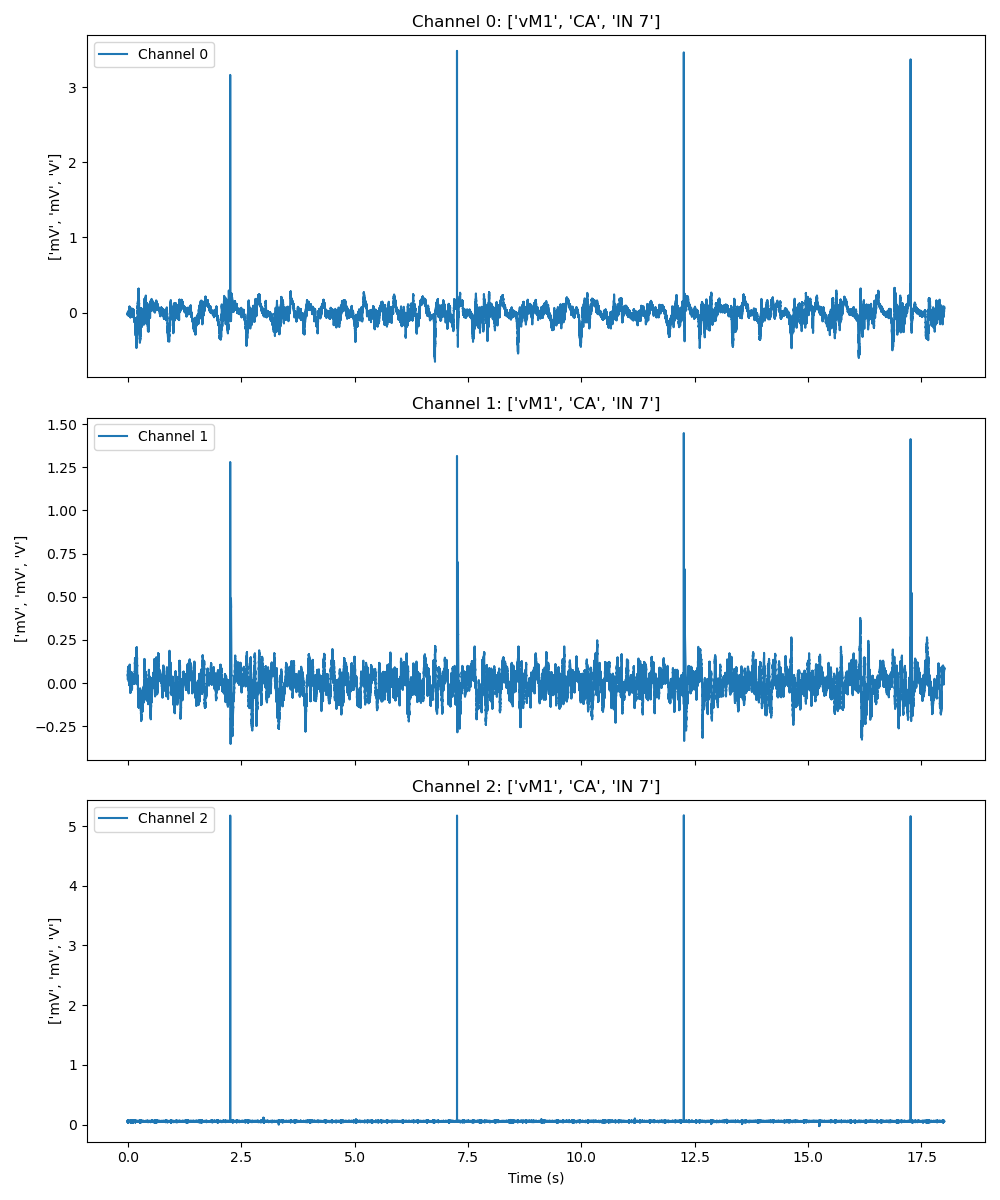 Channel 0: ['vM1', 'CA', 'IN 7']
Channel 0
3
2
1
0
['mV', 'mV', 'V']
Channel 1: ['vM1', 'CA', 'IN 7']
Channel 1
1.50
1.25
1.00
0.75
0.50
0.25
0.00
−0.25
['mV', 'mV', 'V']
Channel 2: ['vM1', 'CA', 'IN 7']
Channel 2
5
4
3
2
1
0
['mV', 'mV', 'V']
0.0 2.5 5.0 7.5 10.0 12.5 15.0 17.5
Time (s)